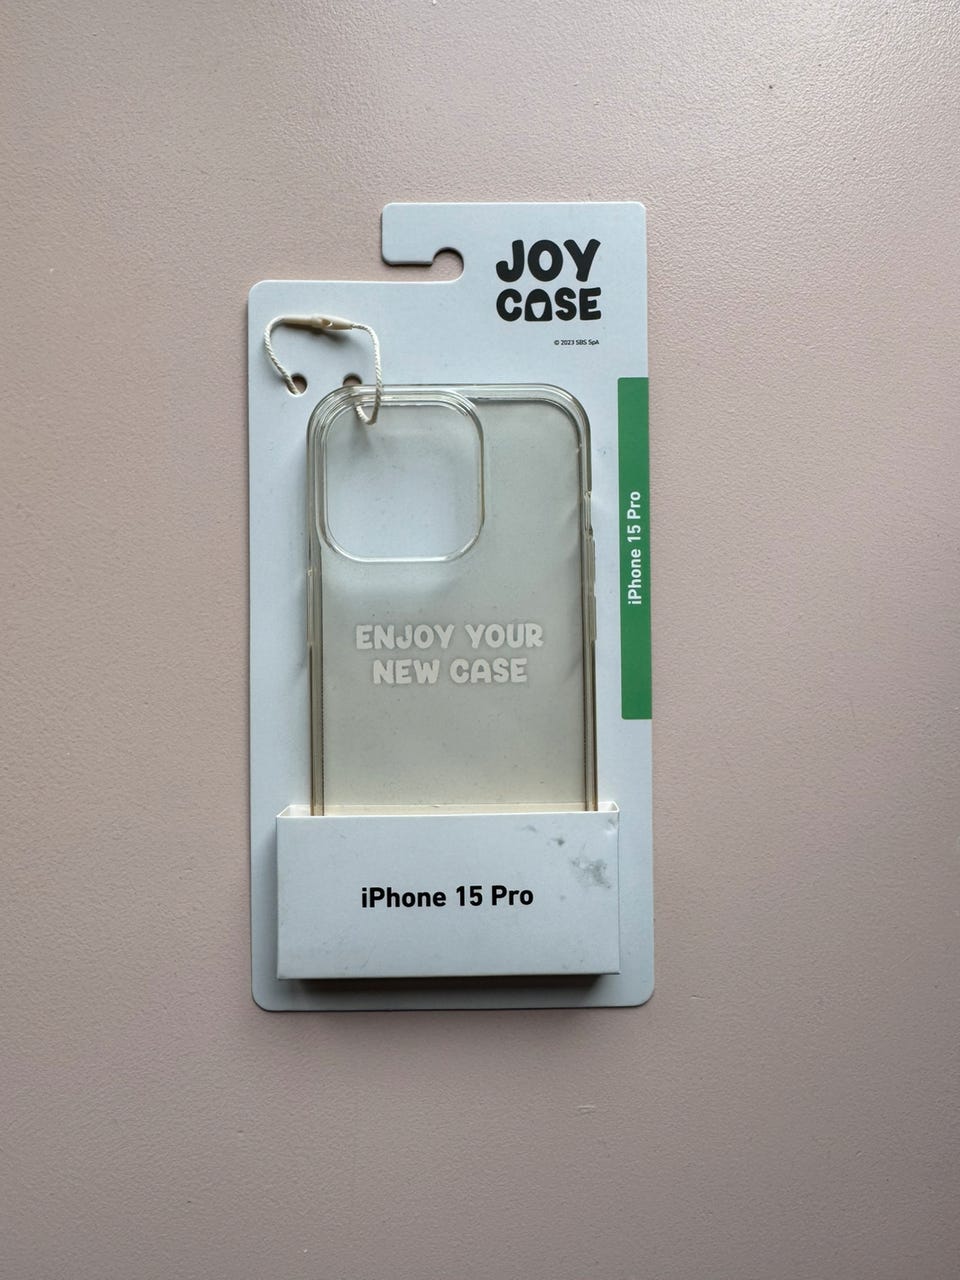 JOY
CASE
© 2023 SBS SpA
iPhone 15 Pro
ENJOY YOUR
NEW CASE
iPhone 15 Pro